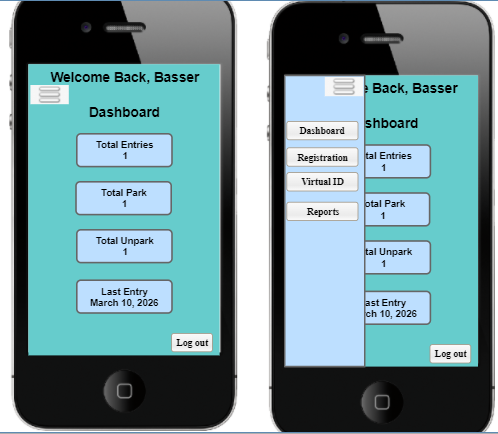 Welcome Back, Basser
Dashboard
Total Entries
1
Total Park
1
Total Unpark
1
Last Entry
March 10, 2026
Log out
e Back, Basser
shboard
Dashboard
Registration
Virtual ID
Reports
tal Entries
1
otal Park
1
tal Unpark
1
ast Entry
ch 10, 2026
Log out